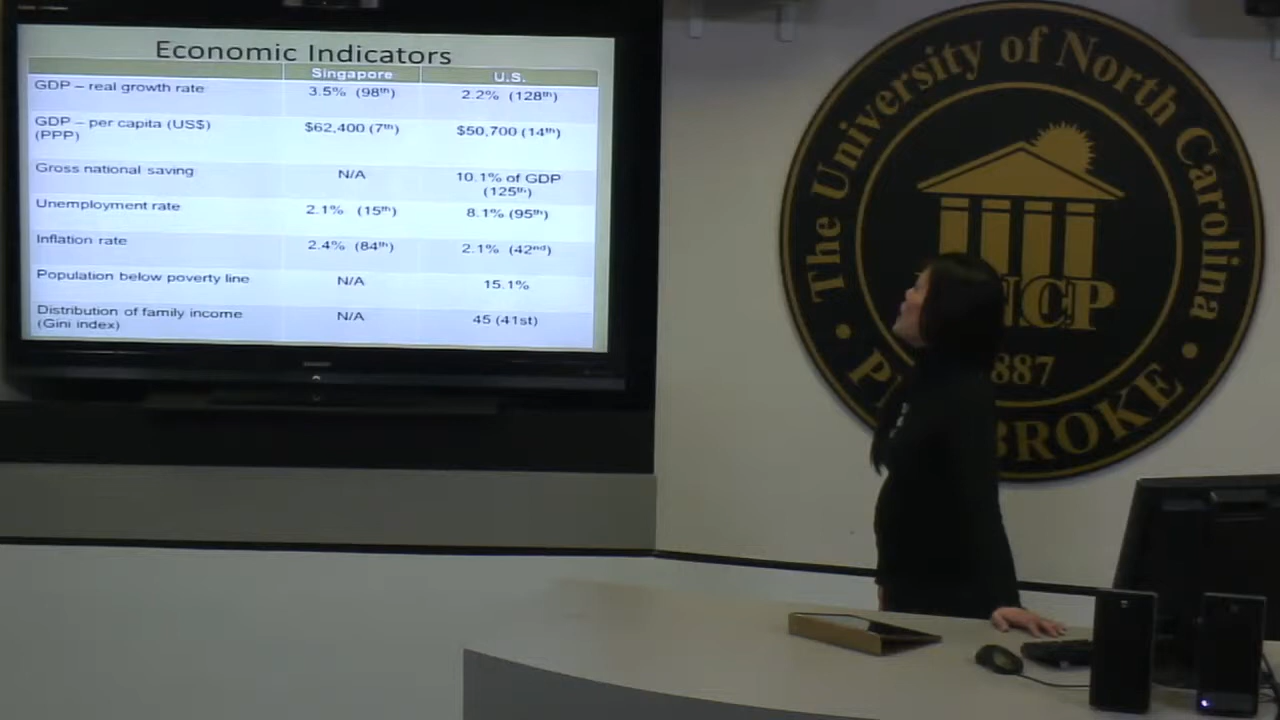 Economic Indicators
Singapore U.S.
GDP – real growth rate 3.5% (98th) 2.2% (128th)
GDP – per capita (US$) $62,400 (7th) $50,700 (14th)
(PPP)
Gross national saving N/A 10.1% of GDP
(125th)
Unemployment rate 2.1% (15th) 8.1% (95th)
Inflation rate 2.4% (84th) 2.1% (42nd)
Population below poverty line N/A 15.1%
Distribution of family income N/A 45 (41st)
(Gini index)
The University of North Carolina
NCP
887
BROKE